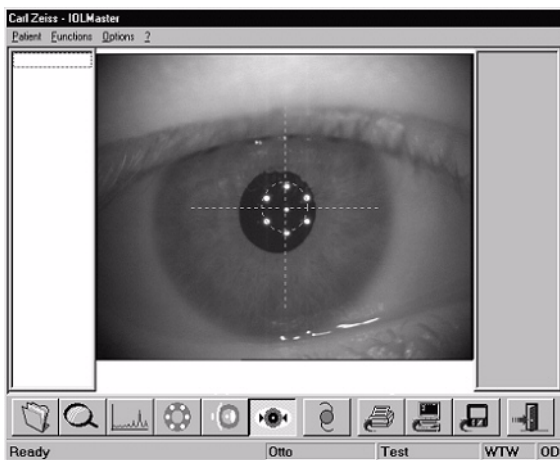 Carl Zeiss - IOLMaster
Patient Functions Options ?
Ready Otto Test WTW OD